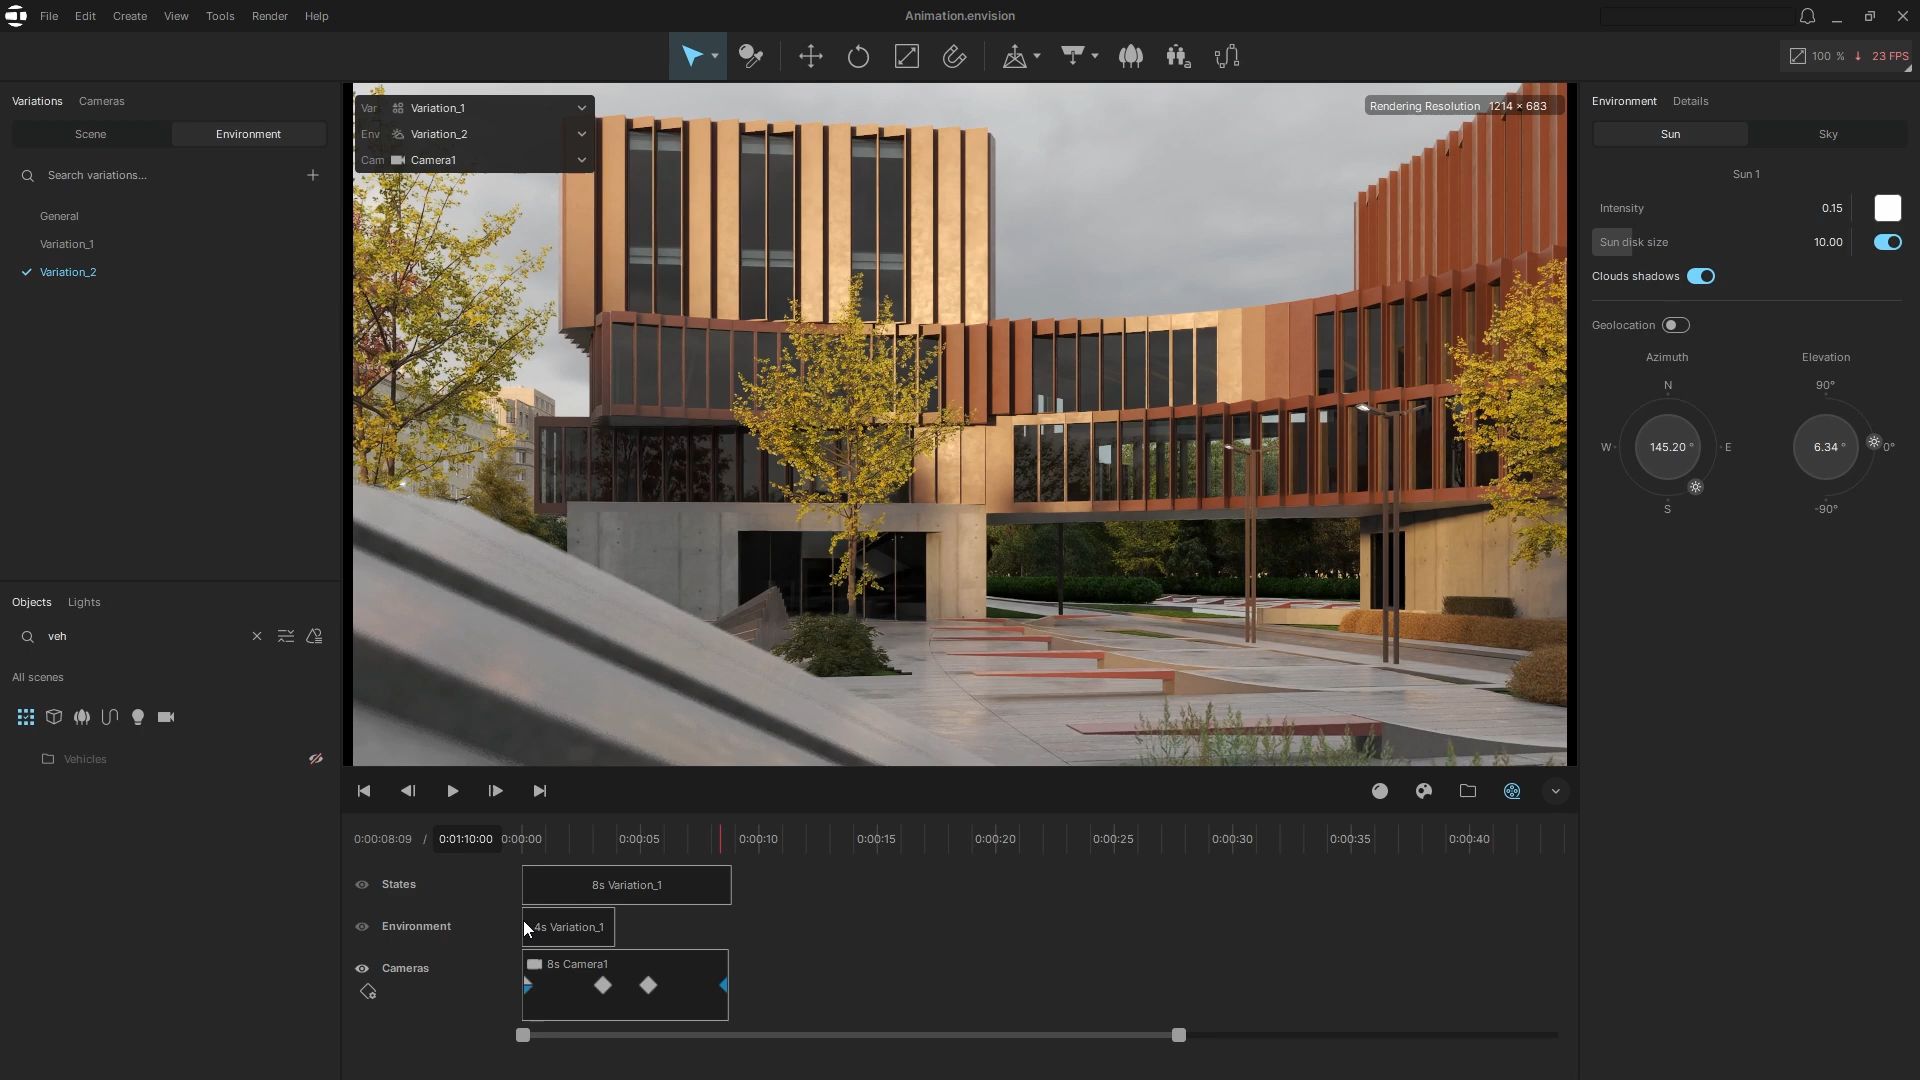 File Edit Create View Tools Render Help
Animation.envision
100 % 23 FPS
Variations Cameras
Scene Environment
Search variations...
General
Variation_1
Variation_2
Objects Lights
veh
All scenes
Vehicles
Var Variation_1
Env Variation_2
Cam Camera1
Rendering Resolution 1214 × 683
Environment Details
Sun Sky
Sun 1
Intensity 0.15
Sun disk size 10.00
Clouds shadows
Geolocation
Azimuth Elevation
N 90°
W 145.20 ° E 6.34 ° 0°
S -90°
0:00:08:09 / 0:01:10:00 0:00:00 0:00:05 0:00:10 0:00:15 0:00:20 0:00:25 0:00:30 0:00:35 0:00:40
States 8s Variation_1
Environment 4s Variation_1
Cameras 8s Camera1